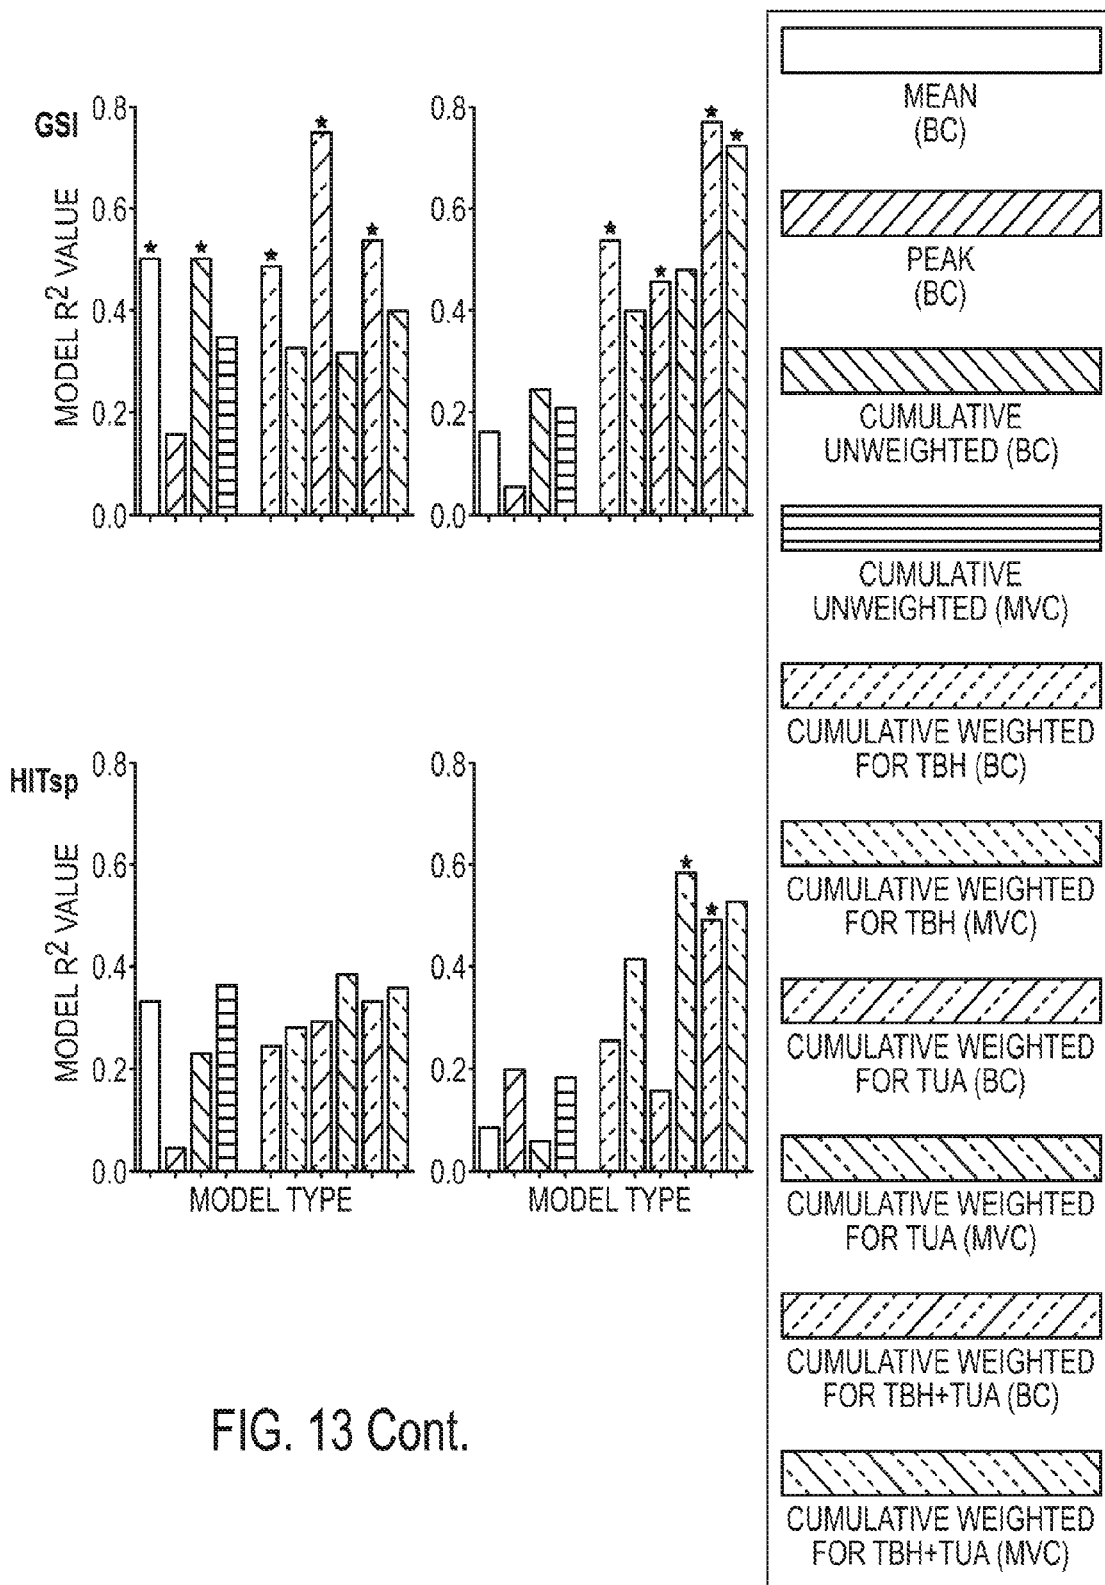 GSI
MODEL R² VALUE
0.8
0.6
0.4
0.2
0.0
* * * * *
0.8
0.6
0.4
0.2
0.0
* * * *
HITsp
MODEL R² VALUE
0.8
0.6
0.4
0.2
0.0
MODEL TYPE
0.8
0.6
0.4
0.2
0.0
* *
MODEL TYPE
MEAN
(BC)
PEAK
(BC)
CUMULATIVE
UNWEIGHTED (BC)
CUMULATIVE
UNWEIGHTED (MVC)
CUMULATIVE WEIGHTED
FOR TBH (BC)
CUMULATIVE WEIGHTED
FOR TBH (MVC)
CUMULATIVE WEIGHTED
FOR TUA (BC)
CUMULATIVE WEIGHTED
FOR TUA (MVC)
CUMULATIVE WEIGHTED
FOR TBH+TUA (BC)
CUMULATIVE WEIGHTED
FOR TBH+TUA (MVC)
FIG. 13 Cont.